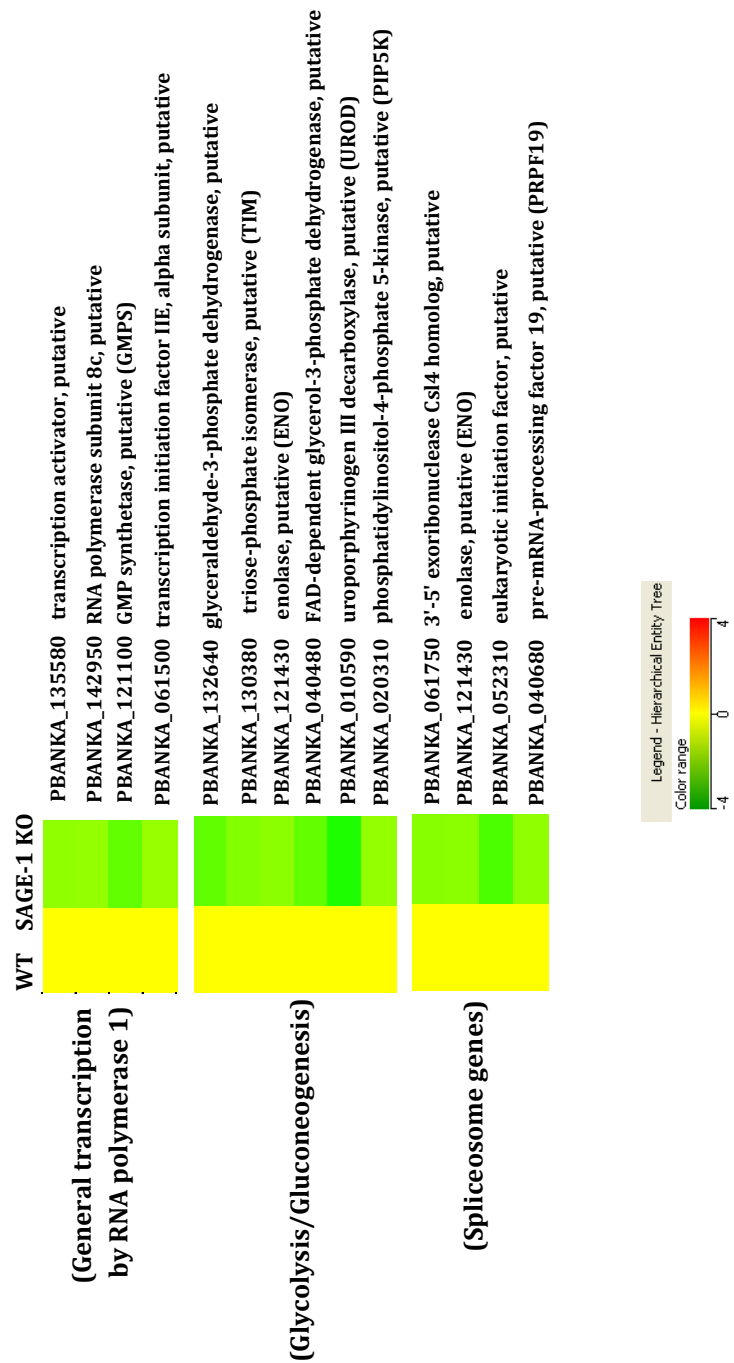 WT SAGE-1 KO
(General transcription
by RNA polymerase 1)
PBANKA_135580 transcription activator, putative
PBANKA_142950 RNA polymerase subunit 8c, putative
PBANKA_121100 GMP synthetase, putative (GMPS)
PBANKA_061500 transcription initiation factor IIE, alpha subunit, putative
(Glycolysis/Gluconeogenesis)
PBANKA_132640 glyceraldehyde-3-phosphate dehydrogenase, putative
PBANKA_130380 triose-phosphate isomerase, putative (TIM)
PBANKA_121430 enolase, putative (ENO)
PBANKA_040480 FAD-dependent glycerol-3-phosphate dehydrogenase, putative
PBANKA_010590 uroporphyrinogen III decarboxylase, putative (UROD)
PBANKA_020310 phosphatidylinositol-4-phosphate 5-kinase, putative (PIP5K)
(Spliceosome genes)
PBANKA_061750 3'-5' exoribonuclease Csl4 homolog, putative
PBANKA_121430 enolase, putative (ENO)
PBANKA_052310 eukaryotic initiation factor, putative
PBANKA_040680 pre-mRNA-processing factor 19, putative (PRPF19)
Legend - Hierarchical Entity Tree
Color range
-4 0 4